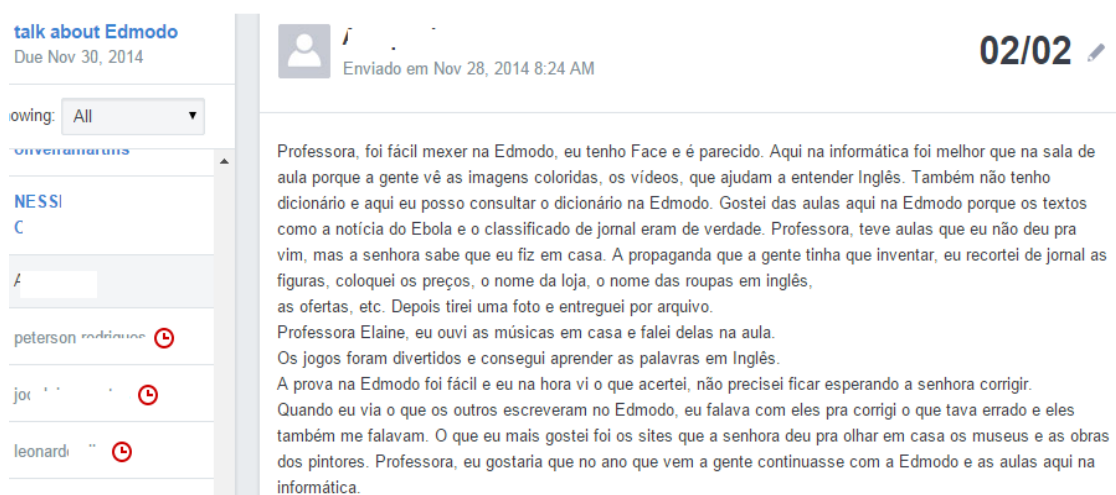 talk about Edmodo
Due Nov 30, 2014
owing: All
NESSI
C
A
peterson rodrigues
leonard
02/02
Enviado em Nov 28, 2014 8:24 AM
Professora, foi fácil mexer na Edmodo, eu tenho Face e é parecido. Aqui na informática foi melhor que na sala de
aula porque a gente vê as imagens coloridas, os vídeos, que ajudam a entender Inglês. Também não tenho
dicionário e aqui eu posso consultar o dicionário na Edmodo. Gostei das aulas aqui na Edmodo porque os textos
como a notícia do Ebola e o classificado de jornal eram de verdade. Professora, teve aulas que eu não deu pra
vim, mas a senhora sabe que eu fiz em casa. A propaganda que a gente tinha que inventar, eu recortei de jornal as
figuras, coloquei os preços, o nome da loja, o nome das roupas em inglês,
as ofertas, etc. Depois tirei uma foto e entreguei por arquivo.
Professora Elaine, eu ouvi as músicas em casa e falei delas na aula.
Os jogos foram divertidos e consegui aprender as palavras em Inglês.
A prova na Edmodo foi fácil e eu na hora vi o que acertei, não precisei ficar esperando a senhora corrigir.
Quando eu via o que os outros escreveram no Edmodo, eu falava com eles pra corrigi o que tava errado e eles
também me falavam. O que eu mais gostei foi os sites que a senhora deu pra olhar em casa os museus e as obras
dos pintores. Professora, eu gostaria que no ano que vem a gente continuasse com a Edmodo e as aulas aqui na
informática.